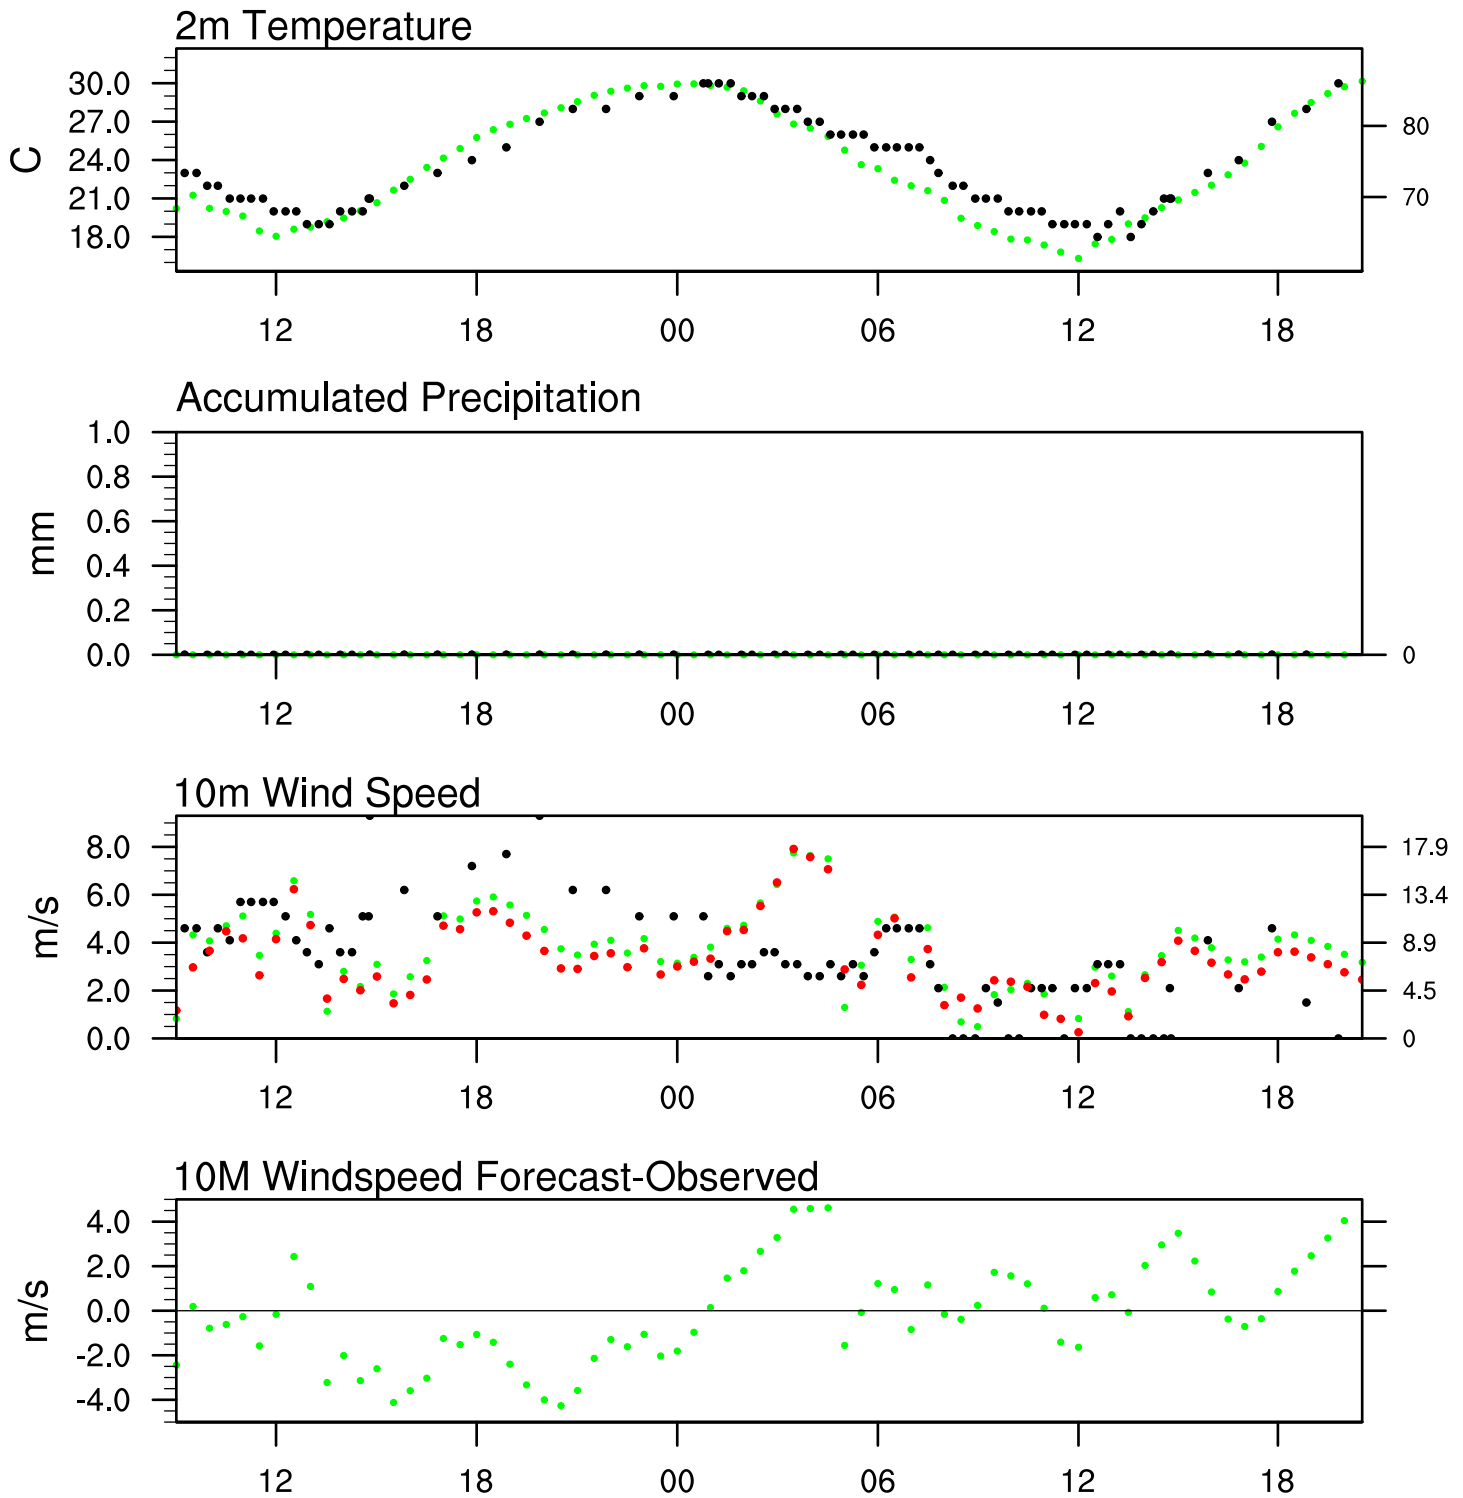 2m Temperature
30.0
27.0
24.0
21.0
18.0
C
80
70
12 18 00 06 12 18
Accumulated Precipitation
1.0
0.8
0.6
0.4
0.2
0.0
mm
0
12 18 00 06 12 18
10m Wind Speed
8.0
6.0
4.0
2.0
0.0
m/s
17.9
13.4
8.9
4.5
0
12 18 00 06 12 18
10M Windspeed Forecast-Observed
4.0
2.0
0.0
-2.0
-4.0
m/s
12 18 00 06 12 18